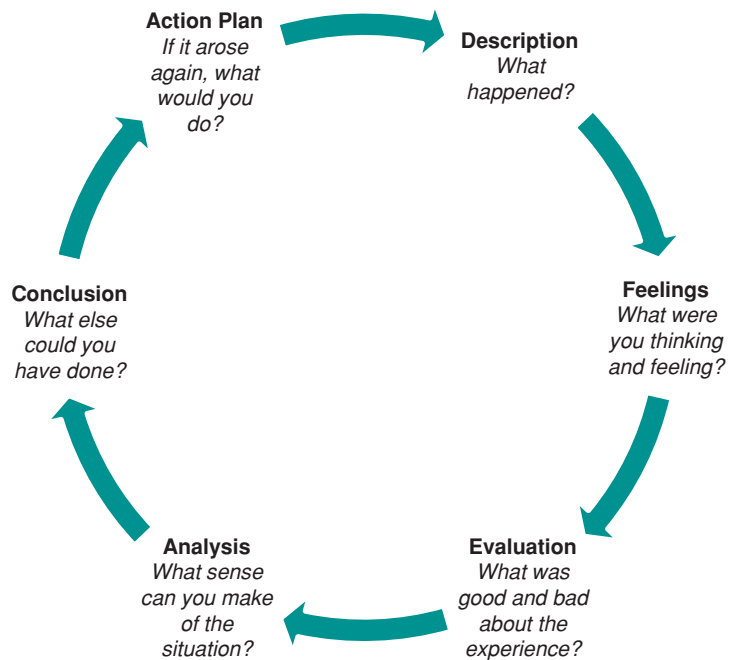 Action Plan
If it arose
again, what
would you
do?
Description
What
happened?
Feelings
What were
you thinking
and feeling?
Evaluation
What was
good and bad
about the
experience?
Analysis
What sense
can you make
of the
situation?
Conclusion
What else
could you
have done?